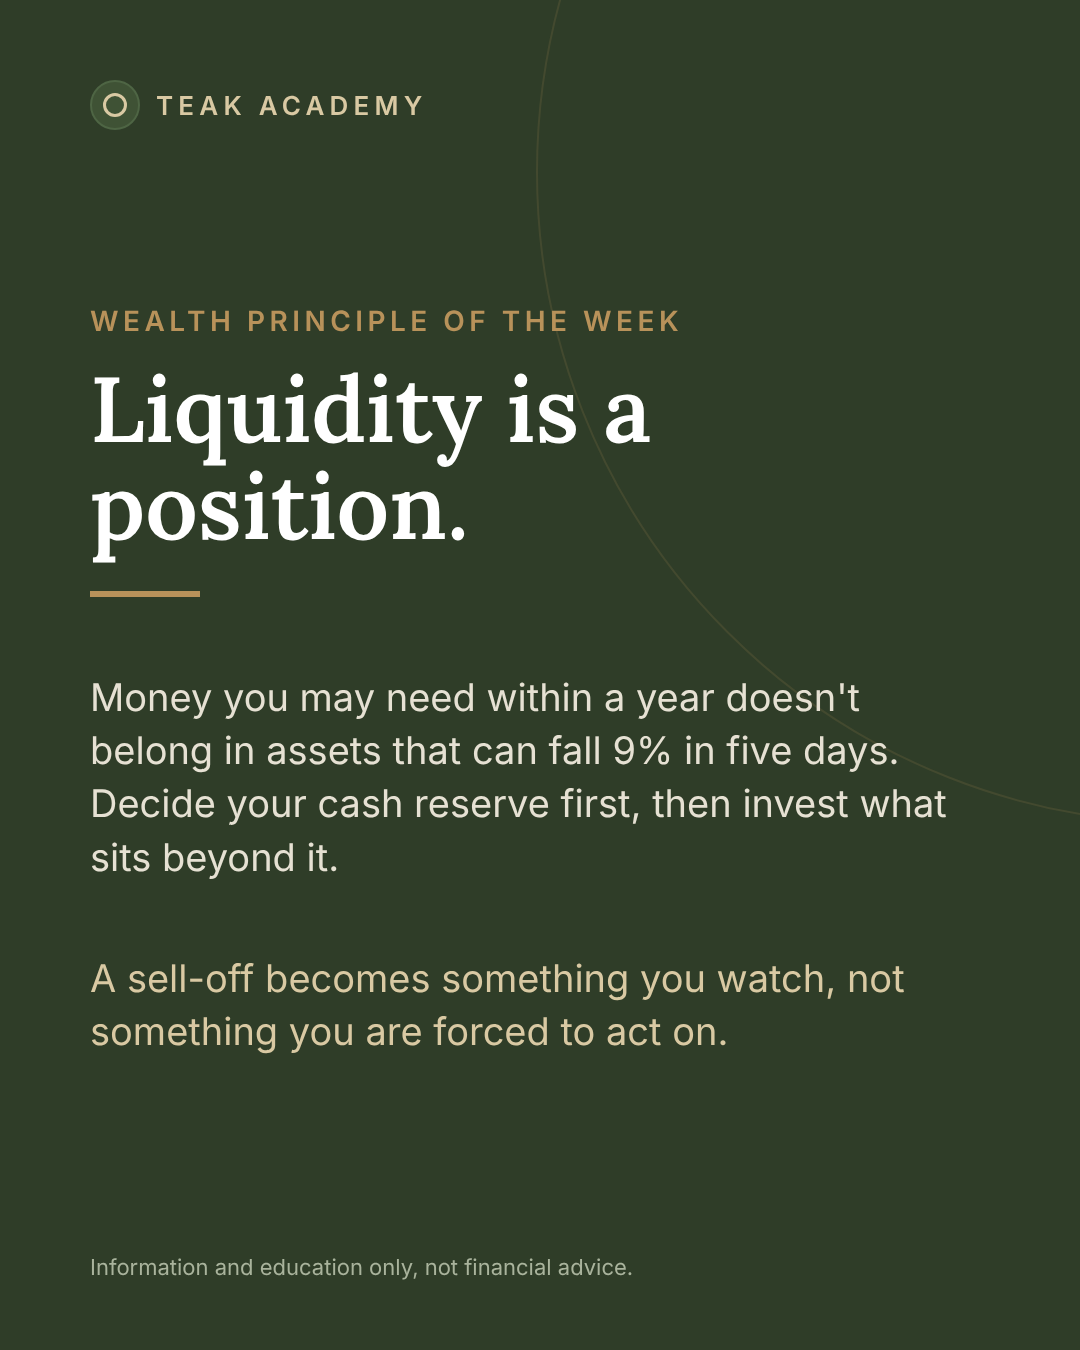 TEAK ACADEMY
WEALTH PRINCIPLE OF THE WEEK
Liquidity is a
position.
Money you may need within a year doesn't
belong in assets that can fall 9% in five days.
Decide your cash reserve first, then invest what
sits beyond it.
A sell-off becomes something you watch, not
something you are forced to act on.
Information and education only, not financial advice.